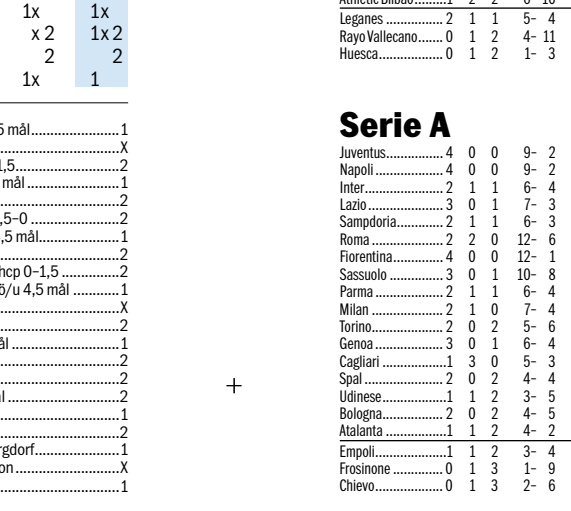 1x 1x
x 2 1x 2
2 2
1x 1
5 mål........................1
................................X
1,5............................2
mål.........................1
................................2
,5–0 ........................2
,5 mål......................1
................................2
hcp 0–1,5 ................2
ö/u 4,5 mål .............1
................................X
................................2
ål .............................1
................................2
................................2
l ................................2
................................1
................................2
rgdorf.......................1
on.............................X
................................1
+
Leganes ................. 2 1 1 5– 4
Rayo Vallecano....... 0 1 2 4– 11
Huesca................... 0 1 2 1– 3
Serie A
Juventus................. 4 0 0 9– 2
Napoli .................... 4 0 0 9– 2
Inter....................... 2 1 1 6– 4
Lazio ...................... 3 0 1 7– 3
Sampdoria.............. 2 1 1 6– 3
Roma ..................... 2 2 0 12– 6
Fiorentina............... 4 0 0 12– 1
Sassuolo ................ 3 0 1 10– 8
Parma .................... 2 1 1 6– 4
Milan ..................... 2 1 0 7– 4
Torino..................... 2 0 2 5– 6
Genoa .................... 3 0 1 6– 4
Cagliari ...................1 3 0 5– 3
Spal ....................... 2 0 2 4– 4
Udinese...................1 1 2 3– 5
Bologna.................. 2 0 2 4– 5
Atalanta ..................1 1 2 4– 2
Empoli.....................1 1 2 3– 4
Frosinone ............... 0 1 3 1– 9
Chievo..................... 0 1 3 2– 6